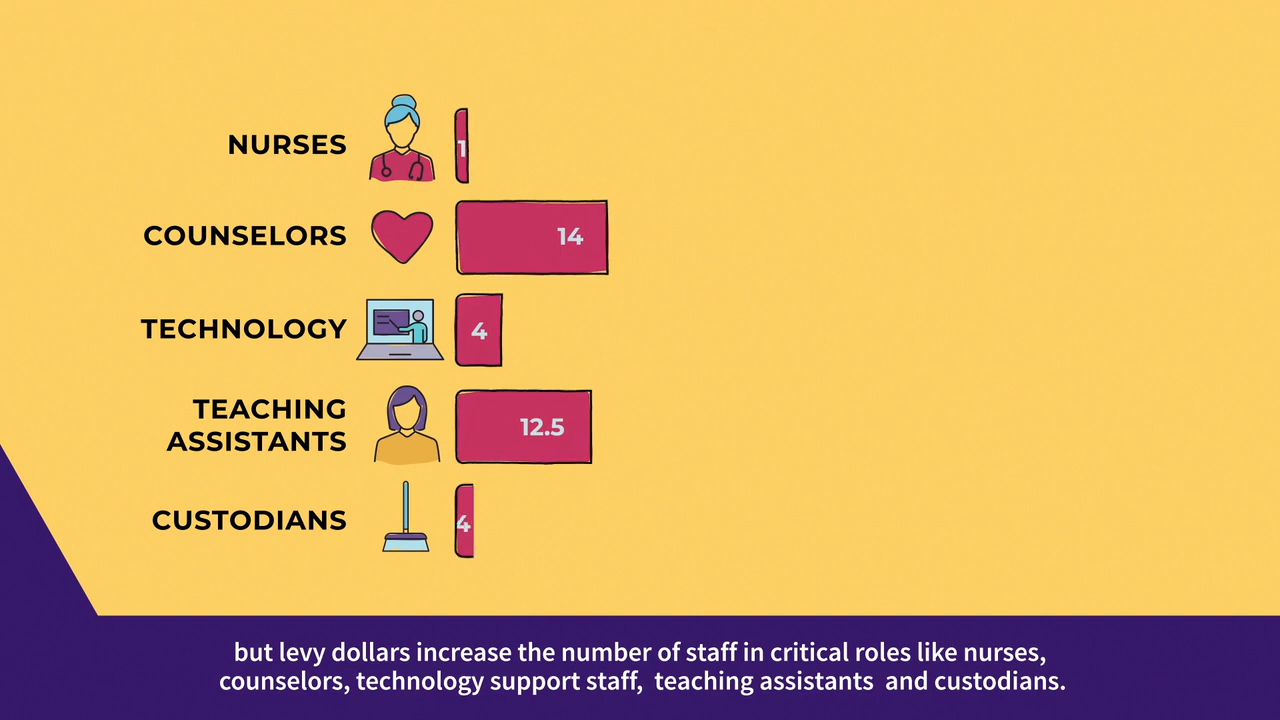 NURSES
1
COUNSELORS
14
TECHNOLOGY
4
TEACHING
ASSISTANTS
12.5
CUSTODIANS
4
but levy dollars increase the number of staff in critical roles like nurses,
counselors, technology support staff,  teaching assistants  and custodians.